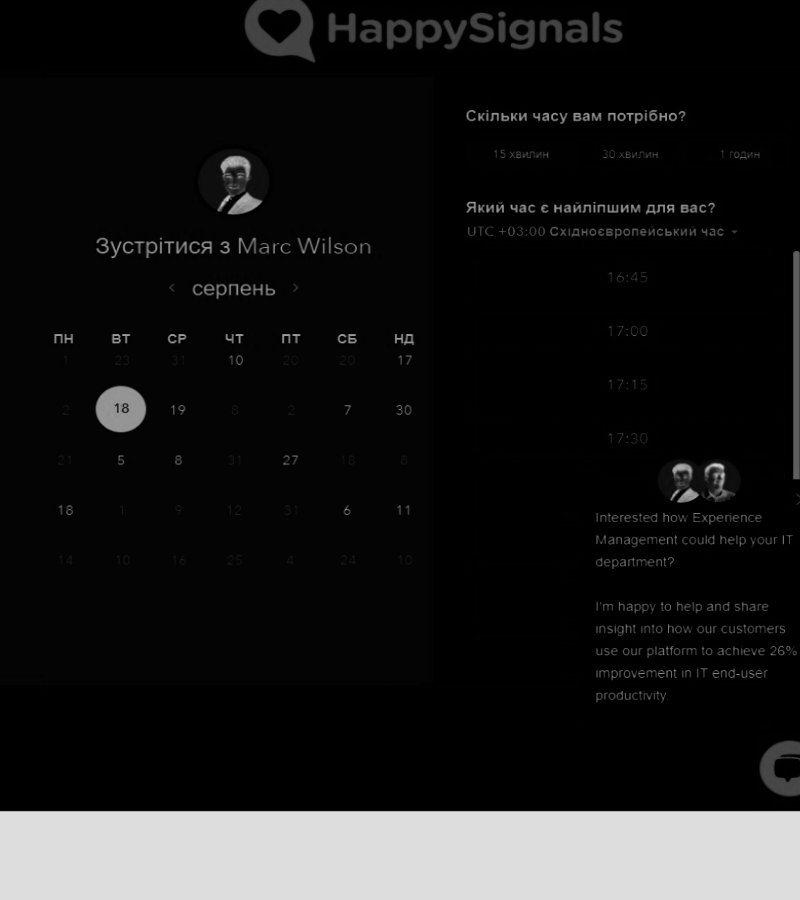 HappySignals
Зустрітися з Marc Wilson
серпень
ПН ВТ СР ЧТ ПТ СБ НД
1 23 31 10 20 20 17
2 18 19 8 2 7 30
21 5 8 31 27 18 8
18 1 9 12 31 6 11
14 10 16 25 4 24 10
Скільки часу вам потрібно?
15 хвилин 30 хвилин 1 годин
Який час є найліпшим для вас?
UTC +03:00 Східноєвропейський час
16:45
17:00
17:15
17:30
Interested how Experience
Management could help your IT
department?
I'm happy to help and share
insight into how our customers
use our platform to achieve 26%
improvement in IT end-user
productivity.